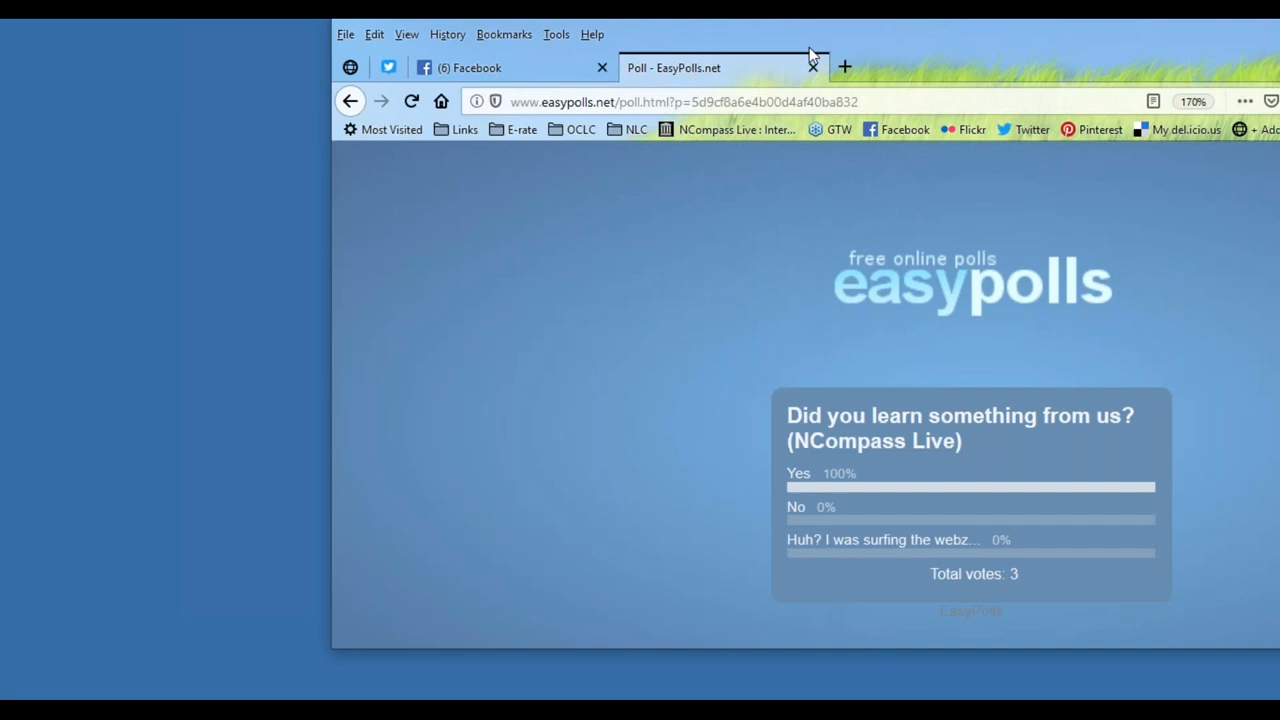 File Edit View History Bookmarks Tools Help
(6) Facebook
Poll - EasyPolls.net
www.easypolls.net/poll.html?p=5d9cf8a6e4b00d4af40ba832
170%
Most Visited Links E-rate OCLC NLC NCompass Live : Inter... GTW Facebook Flickr Twitter Pinterest My del.icio.us + Add
free online polls
easypolls
Did you learn something from us?
(NCompass Live)
Yes 100%
No 0%
Huh? I was surfing the webz... 0%
Total votes: 3
EasyPolls